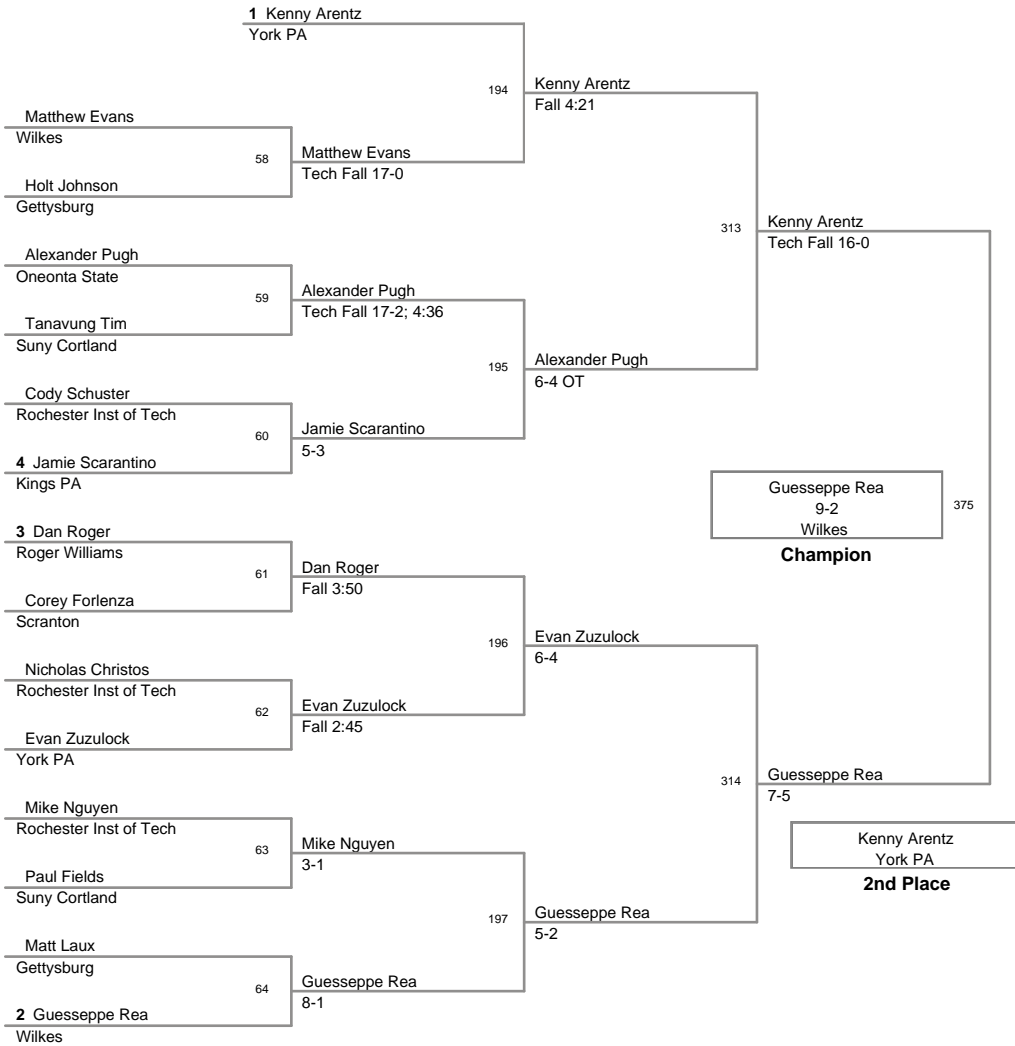 1 Kenny Arentz
York PA
194
Kenny Arentz
Fall 4:21
Matthew Evans
Wilkes
58
Matthew Evans
Tech Fall 17-0
Holt Johnson
Gettysburg
313
Kenny Arentz
Tech Fall 16-0
Alexander Pugh
Oneonta State
59
Alexander Pugh
Tech Fall 17-2; 4:36
Tanavung Tim
Suny Cortland
195
Alexander Pugh
6-4 OT
Cody Schuster
Rochester Inst of Tech
60
Jamie Scarantino
5-3
4 Jamie Scarantino
Kings PA
Guesseppe Rea
9-2
Wilkes
Champion
375
3 Dan Roger
Roger Williams
61
Dan Roger
Fall 3:50
Corey Forlenza
Scranton
196
Evan Zuzulock
6-4
Nicholas Christos
Rochester Inst of Tech
62
Evan Zuzulock
Fall 2:45
Evan Zuzulock
York PA
314
Guesseppe Rea
7-5
Mike Nguyen
Rochester Inst of Tech
63
Mike Nguyen
3-1
Kenny Arentz
York PA
2nd Place
Paul Fields
Suny Cortland
197
Guesseppe Rea
5-2
Matt Laux
Gettysburg
64
Guesseppe Rea
8-1
2 Guesseppe Rea
Wilkes